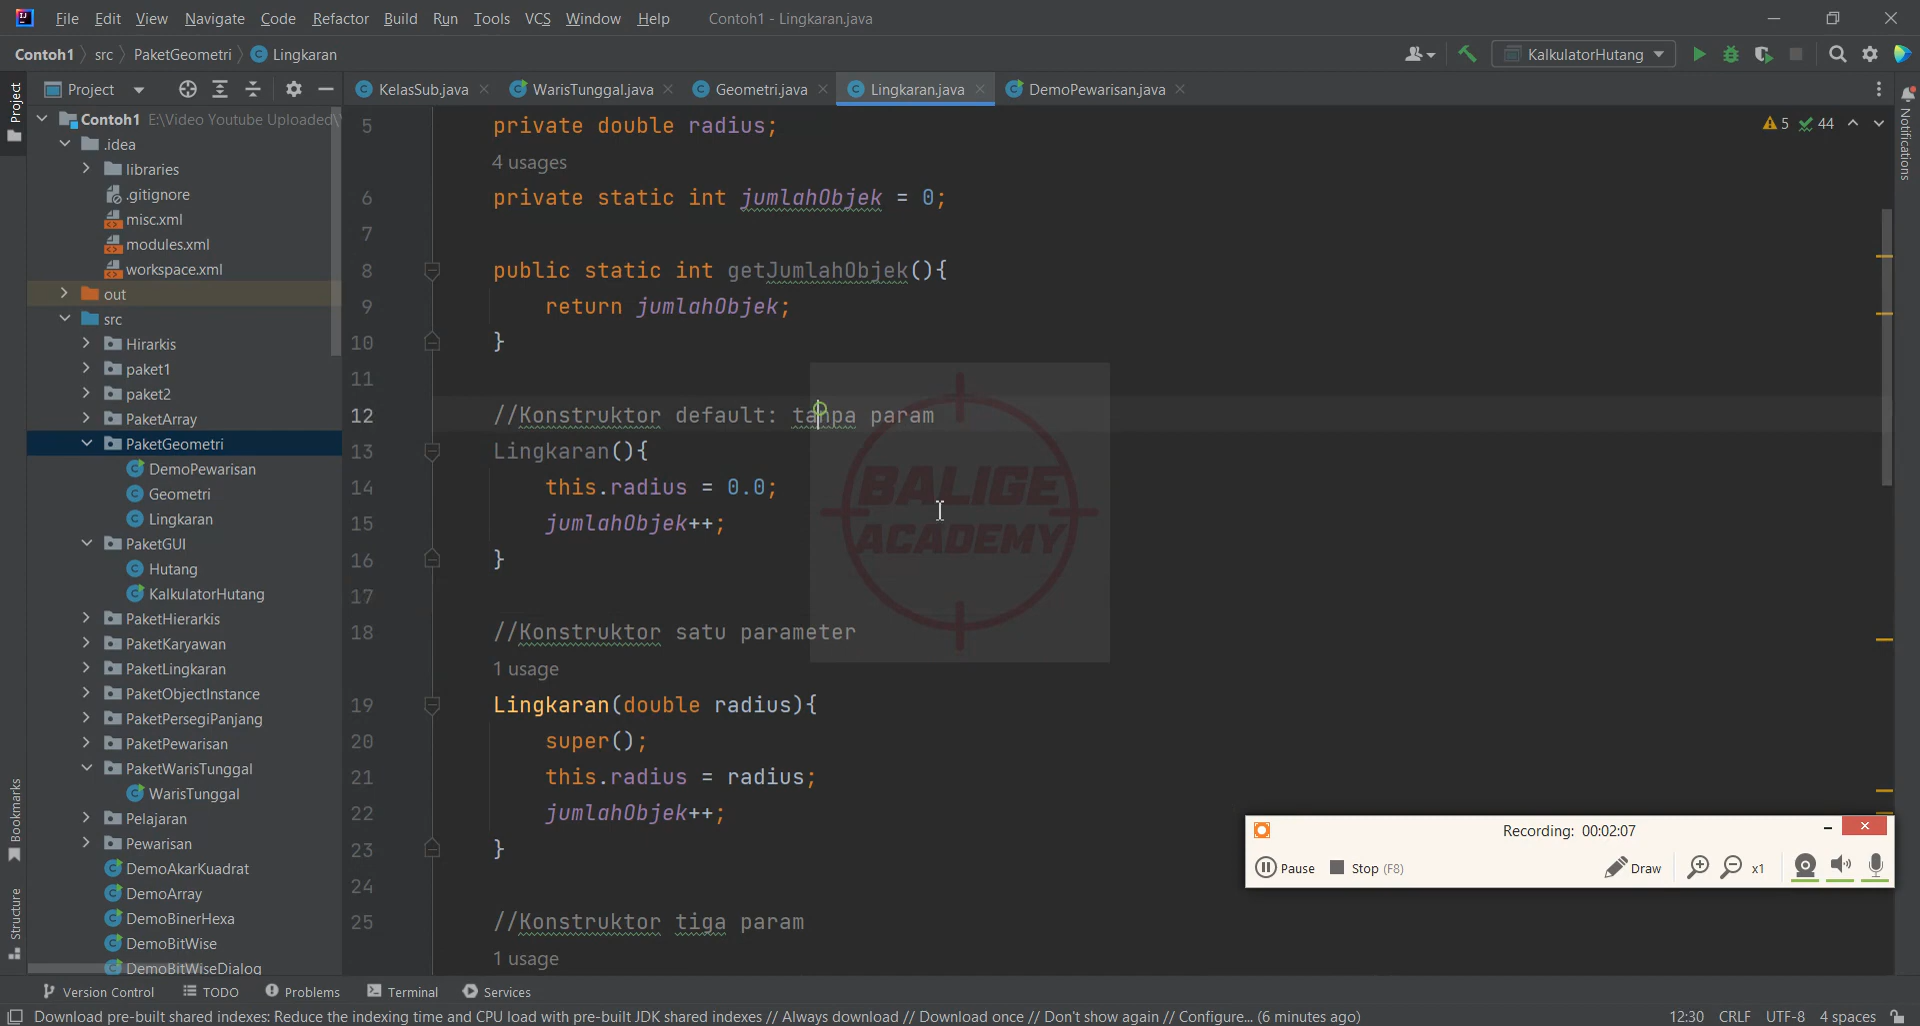 File Edit View Navigate Code Refactor Build Run Tools VCS Window Help Contoh1 - Lingkaran.java
Contoh1 src PaketGeometri Lingkaran KalkulatorHutang
Project KelasSub.java WarisTunggal.java Geometri.java Lingkaran.java DemoPewarisan.java
Project
Bookmarks
Structure
Notifications
Contoh1 E:\Video Youtube Uploaded\
.idea
libraries
.gitignore
misc.xml
modules.xml
workspace.xml
out
src
Hirarkis
paket1
paket2
PaketArray
PaketGeometri
DemoPewarisan
Geometri
Lingkaran
PaketGUI
Hutang
KalkulatorHutang
PaketHierarkis
PaketKaryawan
PaketLingkaran
PaketObjectInstance
PaketPersegiPanjang
PaketPewarisan
PaketWarisTunggal
WarisTunggal
Pelajaran
Pewarisan
DemoAkarKuadrat
DemoArray
DemoBinerHexa
DemoBitWise
DemoBitWiseDialog
5 44
5 private double radius;
4 usages
6 private static int jumlahObjek = 0;
7
8 public static int getJumlahObjek(){
9 return jumlahObjek;
10 }
11
12 //Konstruktor default: tanpa param
13 Lingkaran(){
14 this.radius = 0.0;
15 jumlahObjek++;
16 }
17
18 //Konstruktor satu parameter
1 usage
19 Lingkaran(double radius){
20 super();
21 this.radius = radius;
22 jumlahObjek++;
23 }
24
25 //Konstruktor tiga param
1 usage
BALIGE
ACADEMY
Recording: 00:02:07
Pause Stop (F8) Draw x1
Version Control TODO Problems Terminal Services
Download pre-built shared indexes: Reduce the indexing time and CPU load with pre-built JDK shared indexes // Always download // Download once // Don't show again // Configure... (6 minutes ago) 12:30 CRLF UTF-8 4 spaces